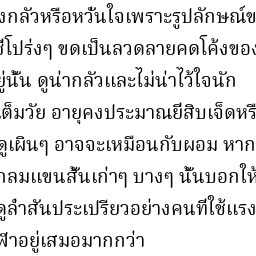 งกลัวหรือหวั่นใจเพราะรูปลักษณ์ข
ชีโปร่งๆ ขดเป็นลวดลายคดโค้งของ
ยู่นั้น ดูน่ากลัวและไม่น่าไว้ใจนัก
เต็มวัย อายุคงประมาณยี่สิบเจ็ดหรื
ดูเผินๆ อาจจะเหมือนกับผอม หาก
กลมแขนสั้นเก่าๆ บางๆ นั้นบอกให้
ดูล่ำสันประเปรียวอย่างคนที่ใช้แรง
ฬาอยู่เสมอมากกว่า